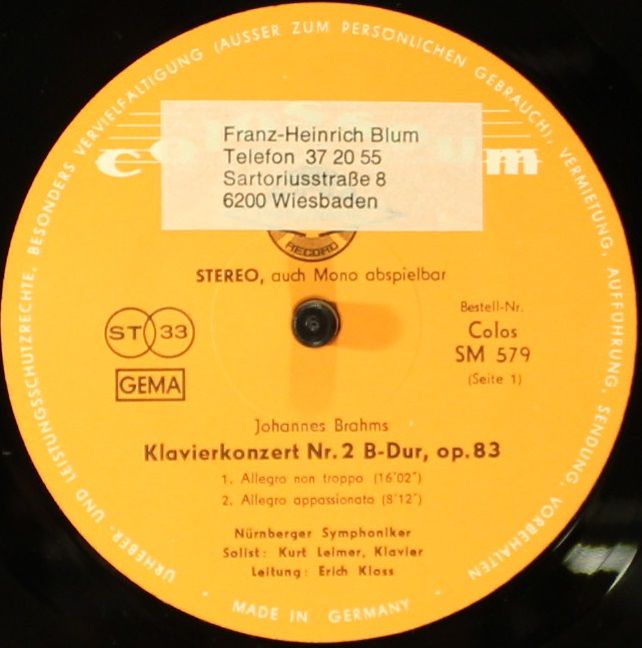 URHEBER- UND LEISTUNGSSCHUTZRECHTE, BESONDERS VERVIELFÄLTIGUNG (AUSSER ZUM PERSÖNLICHEN GEBRAUCH), VERMIETUNG, AUFFÜHRUNG, SENDUNG, VORBEHALTEN
Franz-Heinrich Blum
Telefon 37 20 55
Sartoriusstraße 8
6200 Wiesbaden
RECORD
STEREO, auch Mono abspielbar
Bestell-Nr.
Colos
SM 579
(Seite 1)
ST 33
GEMA
Johannes Brahms
Klavierkonzert Nr. 2 B-Dur, op. 83
1. Allegro non troppo (16'02")
2. Allegro appassionato (8'12")
Nürnberger Symphoniker
Solist: Kurt Leimer, Klavier
Leitung: Erich Kloss
• MADE IN GERMANY •